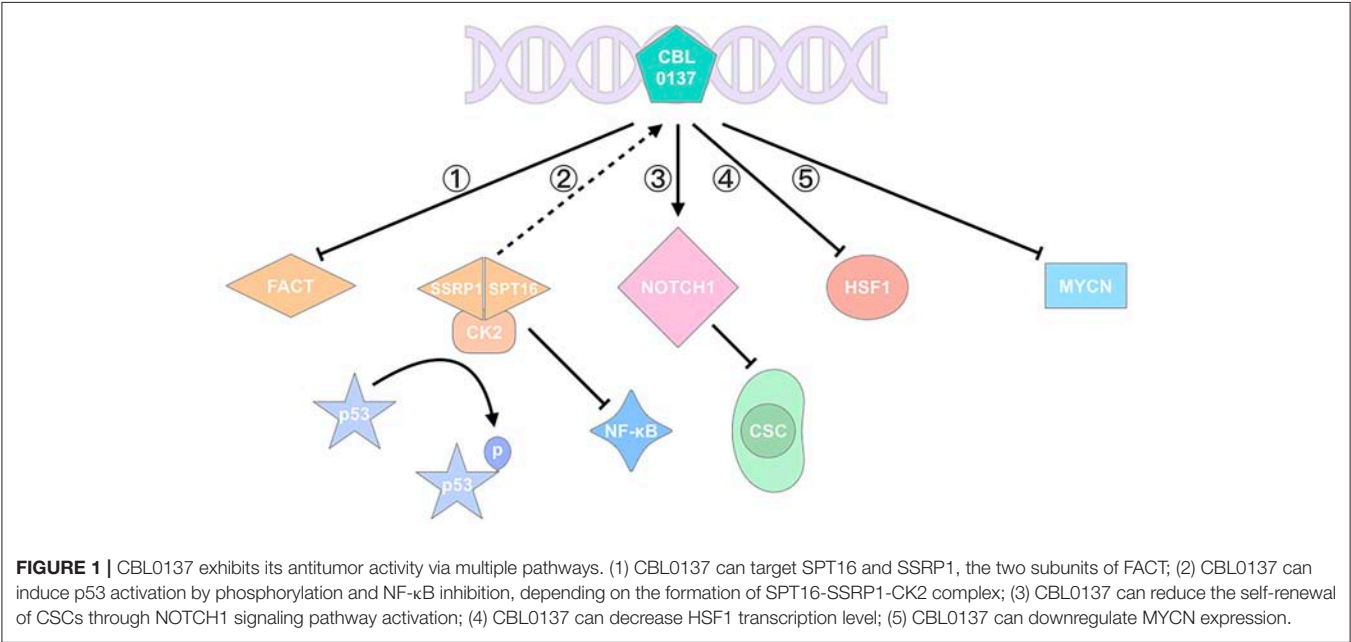 CBL
0137
①
②
③
④
⑤
FACT
SSRP1 SPT16
NOTCH1
HSF1
MYCN
CK2
p53
NF-κB
CSC
p
p53
FIGURE 1 | CBL0137 exhibits its antitumor activity via multiple pathways. (1) CBL0137 can target SPT16 and SSRP1, the two subunits of FACT; (2) CBL0137 can
induce p53 activation by phosphorylation and NF-κB inhibition, depending on the formation of SPT16-SSRP1-CK2 complex; (3) CBL0137 can reduce the self-renewal
of CSCs through NOTCH1 signaling pathway activation; (4) CBL0137 can decrease HSF1 transcription level; (5) CBL0137 can downregulate MYCN expression.